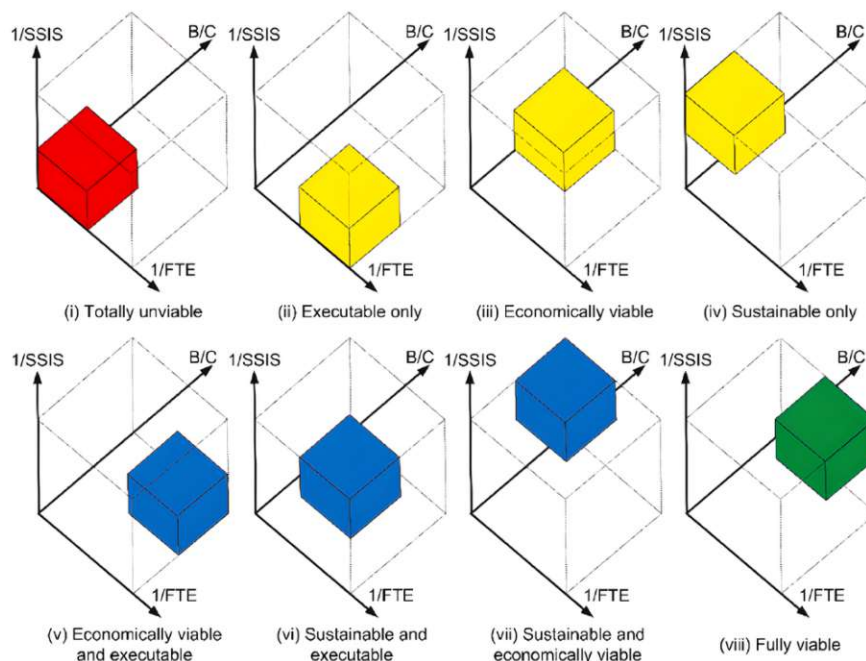 1/SSIS B/C 1/SSIS B/C 1/SSIS B/C 1/SSIS B/C
1/FTE 1/FTE 1/FTE 1/FTE
(i) Totally unviable (ii) Executable only (iii) Economically viable (iv) Sustainable only
1/SSIS B/C 1/SSIS B/C 1/SSIS B/C 1/SSIS B/C
1/FTE 1/FTE 1/FTE 1/FTE
(v) Economically viable (vi) Sustainable and (vii) Sustainable and (viii) Fully viable
and executable executable economically viable